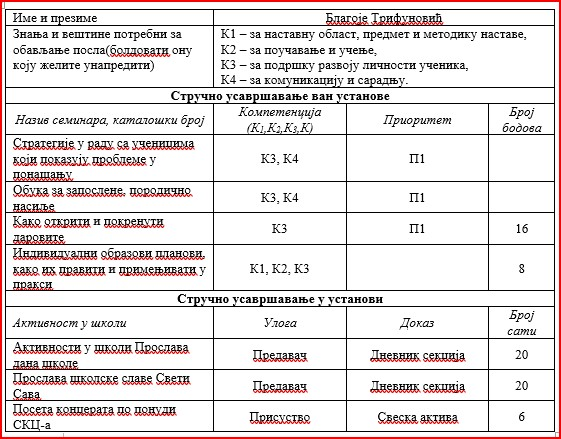 Име и презиме
Благоје Трифуновић
Знања и вештине потребни за
обављање посла(болдовати ону
коју желите унапредити)
К1 – за наставну област, предмет и методику наставе,
К2 – за поучавање и учење,
К3 – за подршку развоју личности ученика,
К4 – за комуникацију и сарадњу.
Стручно усавршавање ван установе
Назив семинара, каталошки број
Компетенција
(К1,К2,К3,К)
Приоритет
Број
бодова
Стратегије у раду са ученицима
који показују проблеме у
понашању
К3, К4
П1
Обука за запослене, породично
насиље
К3, К4
П1
Како открити и покренути
даровите
К3
П1
16
Индивидуални образови планови,
како их правити и примењивати у
пракси
К1, К2, К3
8
Стручно усавршавање у установи
Активност у школи
Улога
Доказ
Број
сати
Активности у школи Прослава
дана школе
Предавач
Дневник секција
20
Прослава школске славе Свети
Сава
Предавач
Дневник секција
20
Посета концерата по понуди
СКЦ-а
Присуство
Свеска актива
6